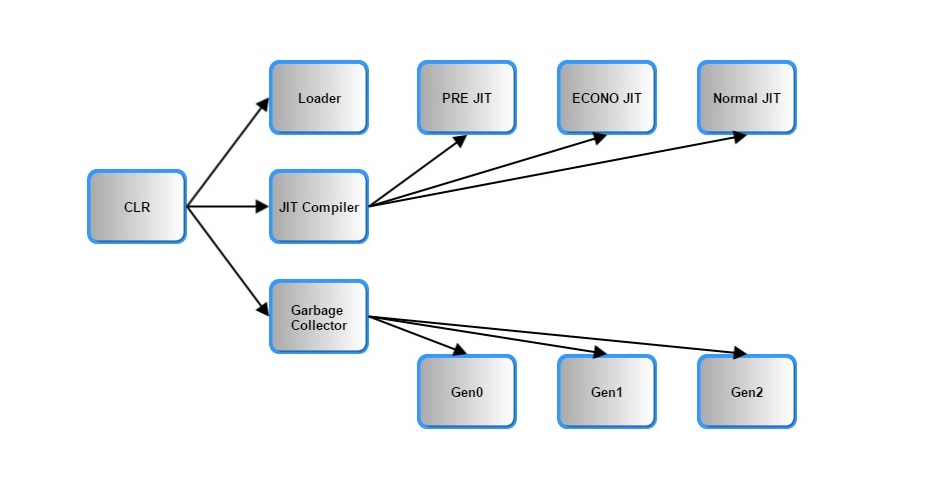 Loader
PRE JIT
ECONO JIT
Normal JIT
CLR
JIT Compiler
Garbage
Collector
Gen0
Gen1
Gen2